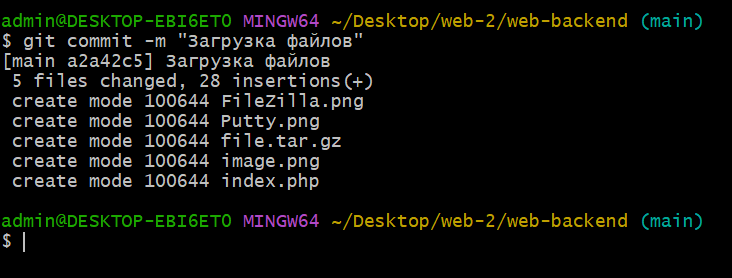 admin@DESKTOP-EBI6ETO MINGW64 ~/Desktop/web-2/web-backend (main)
$ git commit -m "Загрузка файлов"
[main a2a42c5] Загрузка файлов
 5 files changed, 28 insertions(+)
 create mode 100644 FileZilla.png
 create mode 100644 Putty.png
 create mode 100644 file.tar.gz
 create mode 100644 image.png
 create mode 100644 index.php
admin@DESKTOP-EBI6ETO MINGW64 ~/Desktop/web-2/web-backend (main)
$